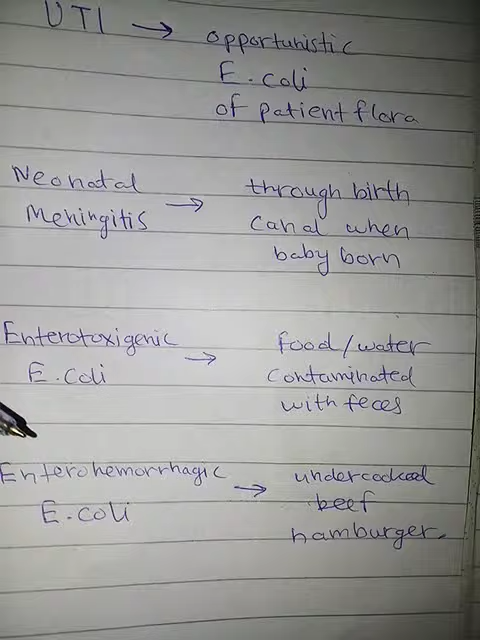 UTI → opportunistic
E. coli
of patient flora
Neonatal Meningitis → through birth
canal when
baby born
Enterotoxigenic E. coli → food/water
contaminated
with feces
Enterohemorrhagic E. coli → undercooked
beef
hamburger.